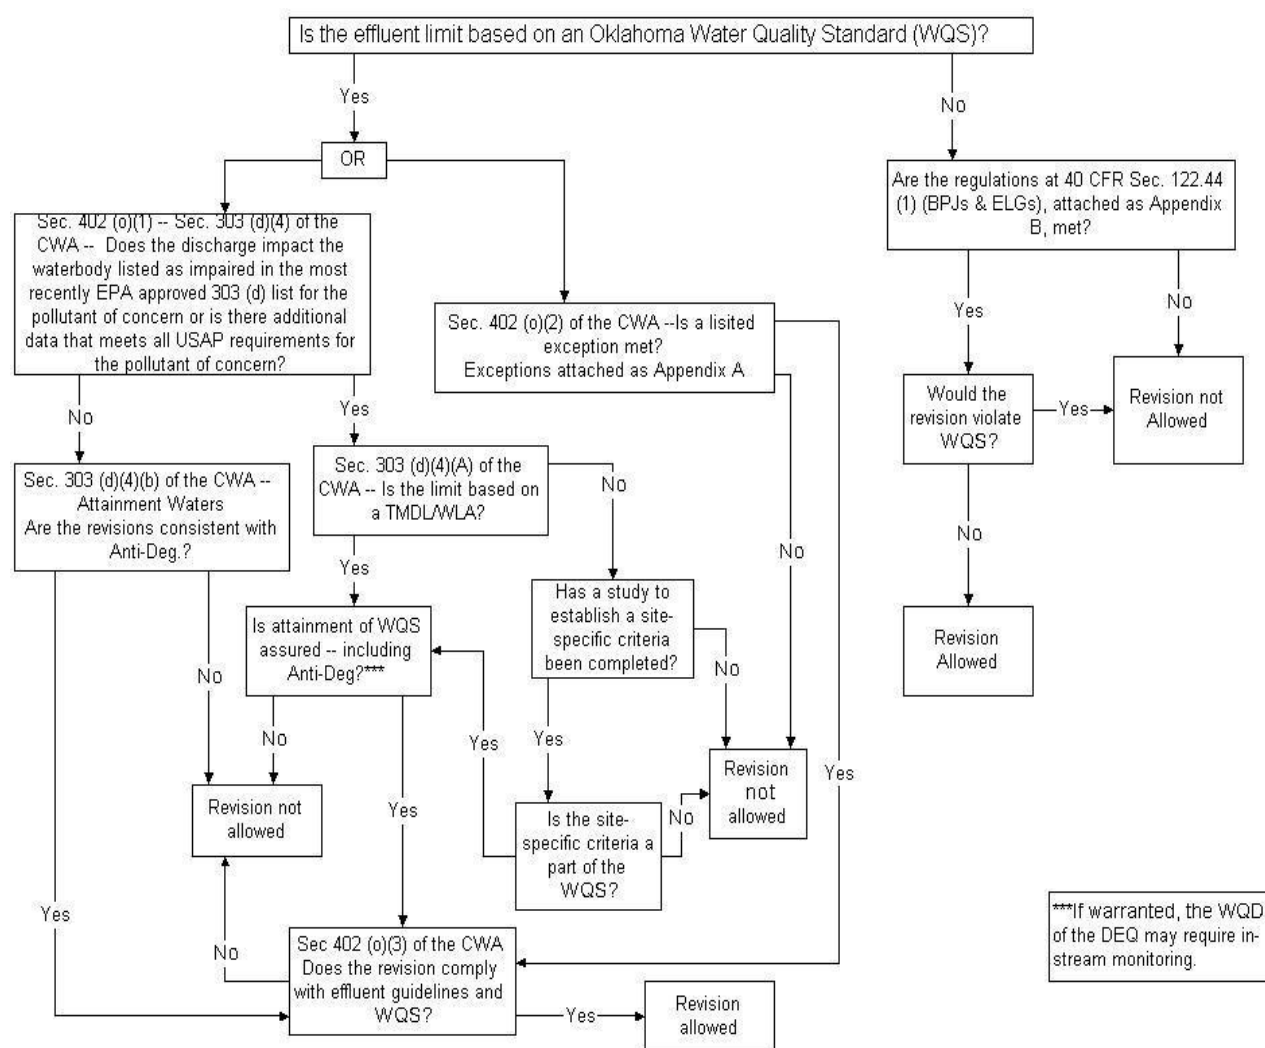 Is the effluent limit based on an Oklahoma Water Quality Standard (WQS)?
Yes
No
OR
Are the regulations at 40 CFR Sec. 122.44
(1) (BPJs & ELGs), attached as Appendix
B, met?
Sec. 402 (o)(1) -- Sec. 303 (d)(4) of the
CWA -- Does the discharge impact the
waterbody listed as impaired in the most
recently EPA approved 303 (d) list for the
pollutant of concern or is there additional
data that meets all USAP requirements for
the pollutant of concern?
Sec. 402 (o)(2) of the CWA --Is a lisited
exception met?
Exceptions attached as Appendix A
Yes
No
Would the
revision violate
WQS?
Yes
Revision not
Allowed
No
Yes
Sec. 303 (d)(4)(b) of the CWA --
Attainment Waters
Are the revisions consistent with
Anti-Deg.?
Sec. 303 (d)(4)(A) of the
CWA -- Is the limit based on
a TMDL/WLA?
No
No
No
Yes
Has a study to
establish a site-
specific criteria
been completed?
Is attainment of WQS
assured -- including
Anti-Deg?***
Revision
Allowed
No
No
No
Yes
Yes
Revision
not
allowed
Yes
Revision not
allowed
Yes
Is the site-
specific criteria a
part of the
WQS?
No
Yes
No
Sec 402 (o)(3) of the CWA
Does the revision comply
with effluent guidelines and
WQS?
Yes
Revision
allowed
***If warranted, the WQD
of the DEQ may require in-
stream monitoring.